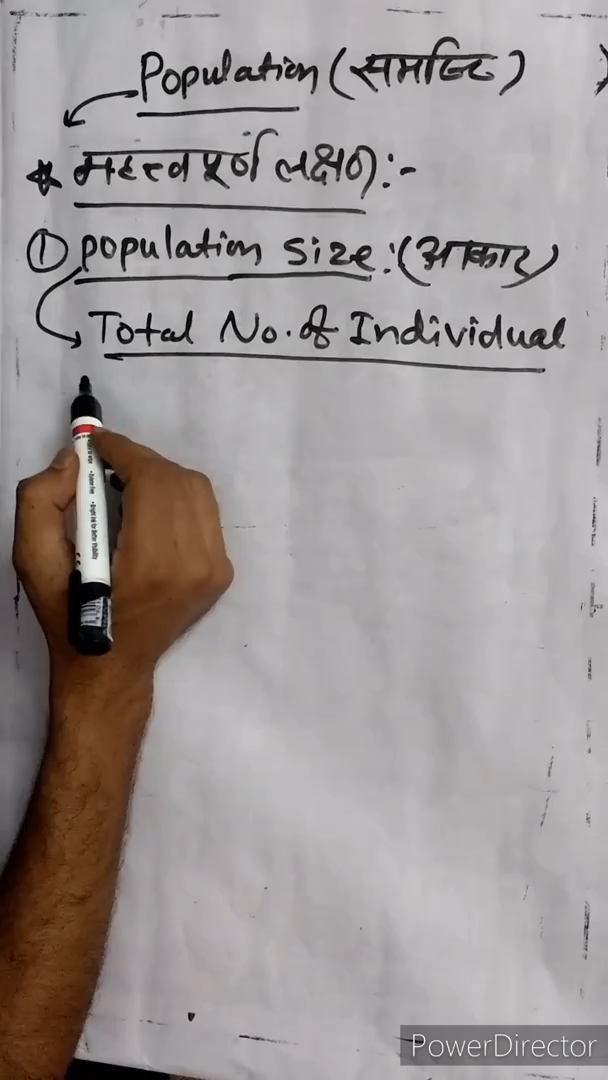 Population (समष्टि)
* महत्त्वपूर्ण लक्षण :-
① population size : (आकार)
Total No. of Individual
PowerDirector